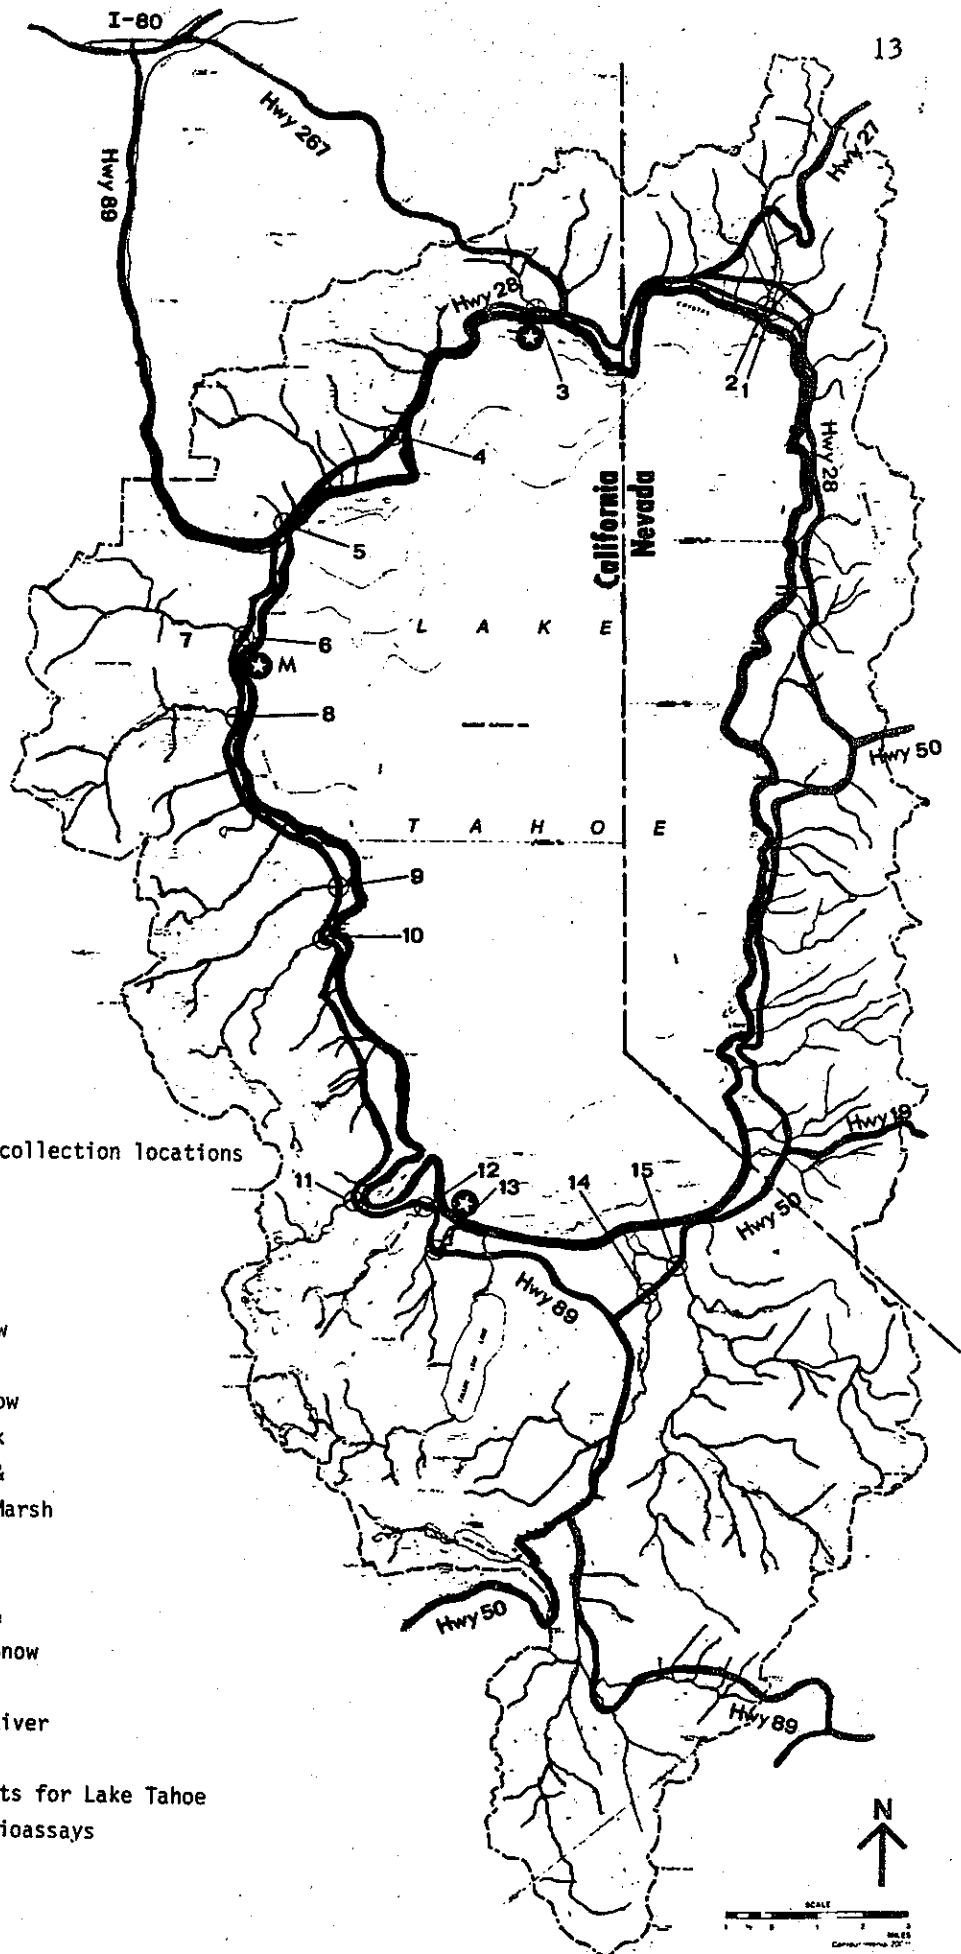 I-80
13
Hwy 267
Hwy 27
Hwy 89
Hwy 28
2 1
3
Hwy 28
4
California
Nevada
5
L A K E
7
6
M
8
Hwy 50
T A H O E
9
10
Hwy 19
collection locations
11
12
13
14
15
Hwy 50
Hwy 89
w
ow
k
&
Marsh
Hwy 50
e
now
iver
Hwy 89
ts for Lake Tahoe
ioassays
N
SCALE
MILES